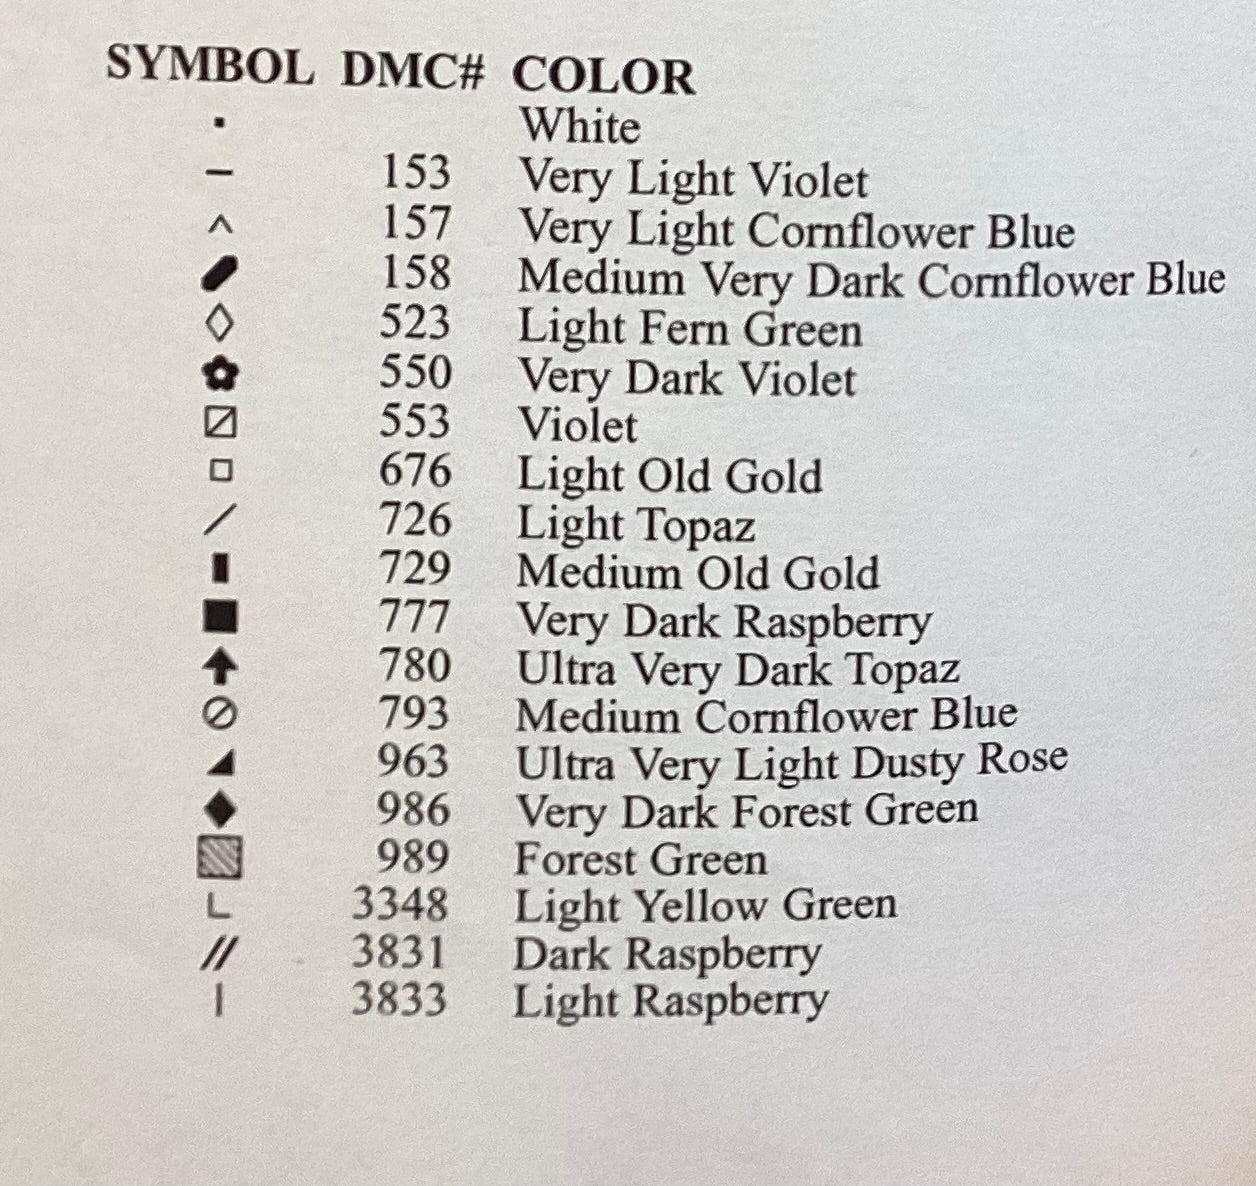 SYMBOL DMC# COLOR
White
153 Very Light Violet
157 Very Light Cornflower Blue
158 Medium Very Dark Cornflower Blue
523 Light Fern Green
550 Very Dark Violet
553 Violet
676 Light Old Gold
726 Light Topaz
729 Medium Old Gold
777 Very Dark Raspberry
780 Ultra Very Dark Topaz
793 Medium Cornflower Blue
963 Ultra Very Light Dusty Rose
986 Very Dark Forest Green
989 Forest Green
3348 Light Yellow Green
3831 Dark Raspberry
3833 Light Raspberry